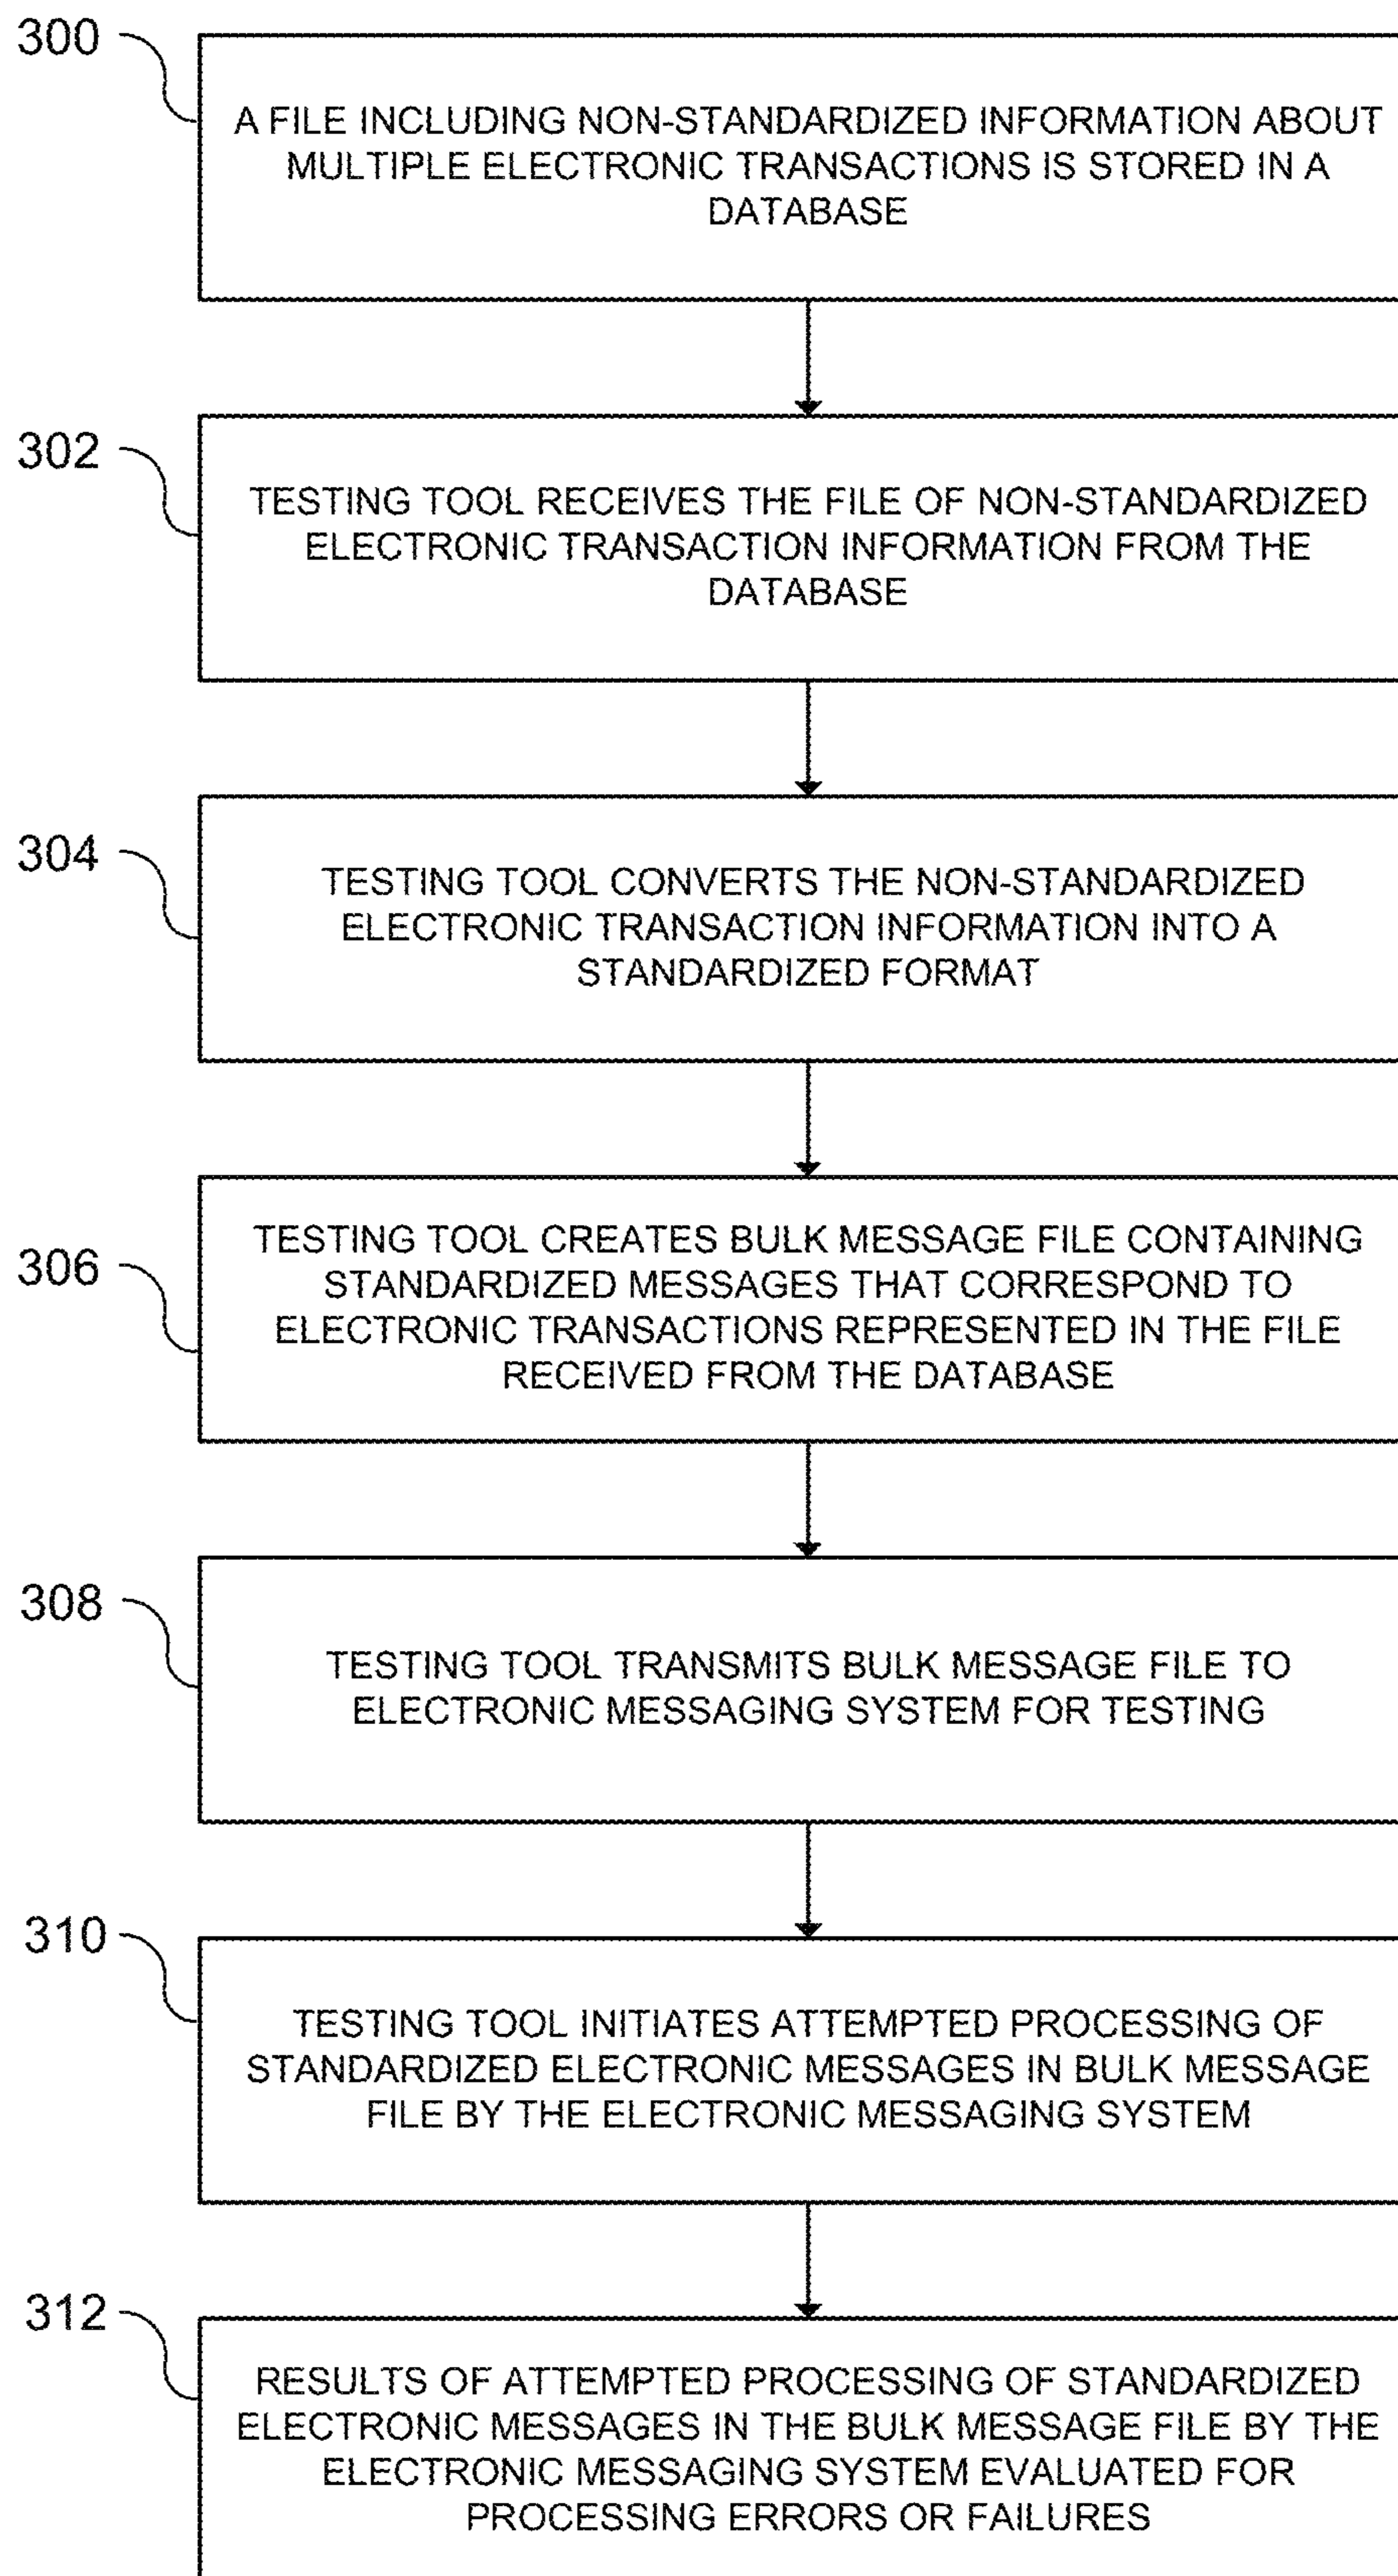 300
A FILE INCLUDING NON-STANDARDIZED INFORMATION ABOUT
MULTIPLE ELECTRONIC TRANSACTIONS IS STORED IN A
DATABASE
302
TESTING TOOL RECEIVES THE FILE OF NON-STANDARDIZED
ELECTRONIC TRANSACTION INFORMATION FROM THE
DATABASE
304
TESTING TOOL CONVERTS THE NON-STANDARDIZED
ELECTRONIC TRANSACTION INFORMATION INTO A
STANDARDIZED FORMAT
306
TESTING TOOL CREATES BULK MESSAGE FILE CONTAINING
STANDARDIZED MESSAGES THAT CORRESPOND TO
ELECTRONIC TRANSACTIONS REPRESENTED IN THE FILE
RECEIVED FROM THE DATABASE
308
TESTING TOOL TRANSMITS BULK MESSAGE FILE TO
ELECTRONIC MESSAGING SYSTEM FOR TESTING
310
TESTING TOOL INITIATES ATTEMPTED PROCESSING OF
STANDARDIZED ELECTRONIC MESSAGES IN BULK MESSAGE
FILE BY THE ELECTRONIC MESSAGING SYSTEM
312
RESULTS OF ATTEMPTED PROCESSING OF STANDARDIZED
ELECTRONIC MESSAGES IN THE BULK MESSAGE FILE BY THE
ELECTRONIC MESSAGING SYSTEM EVALUATED FOR
PROCESSING ERRORS OR FAILURES